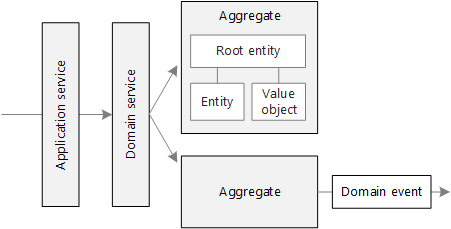 Application service
Domain service
Aggregate
Root entity
Entity
Value
object
Aggregate
Domain event